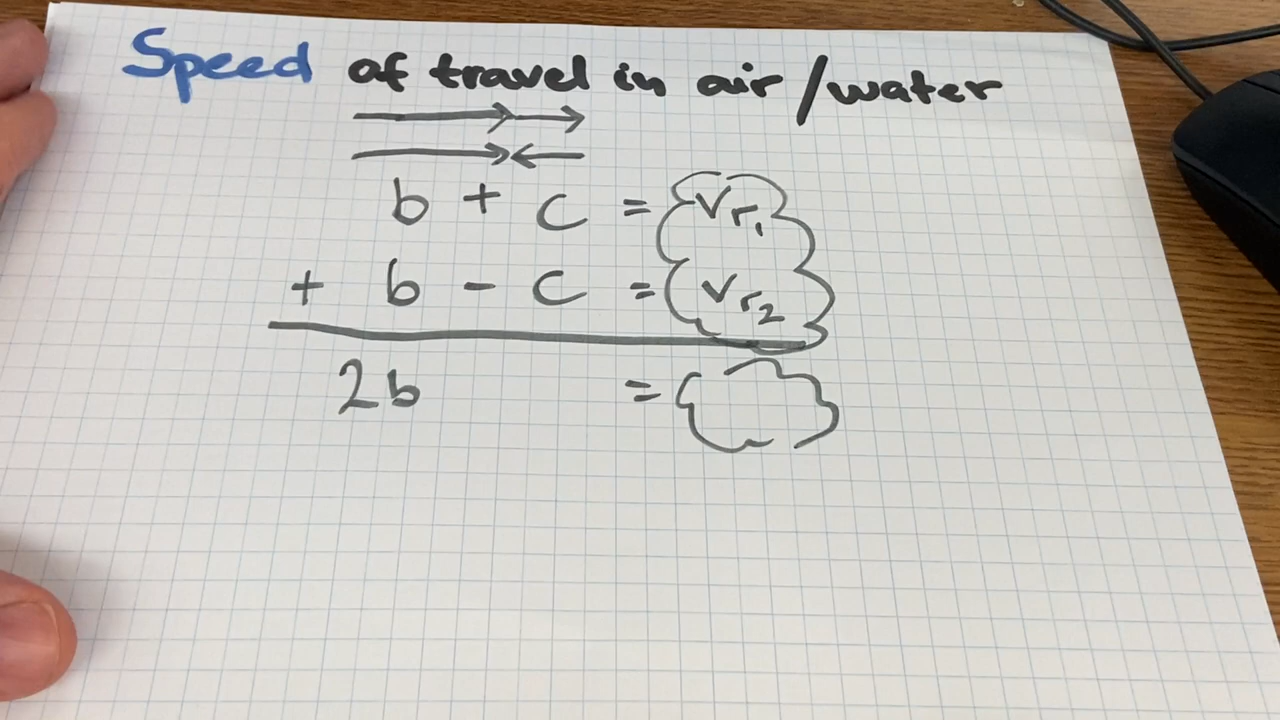 Speed of travel in air/water
b + c = Vr1
+ b - c = Vr2
2b =